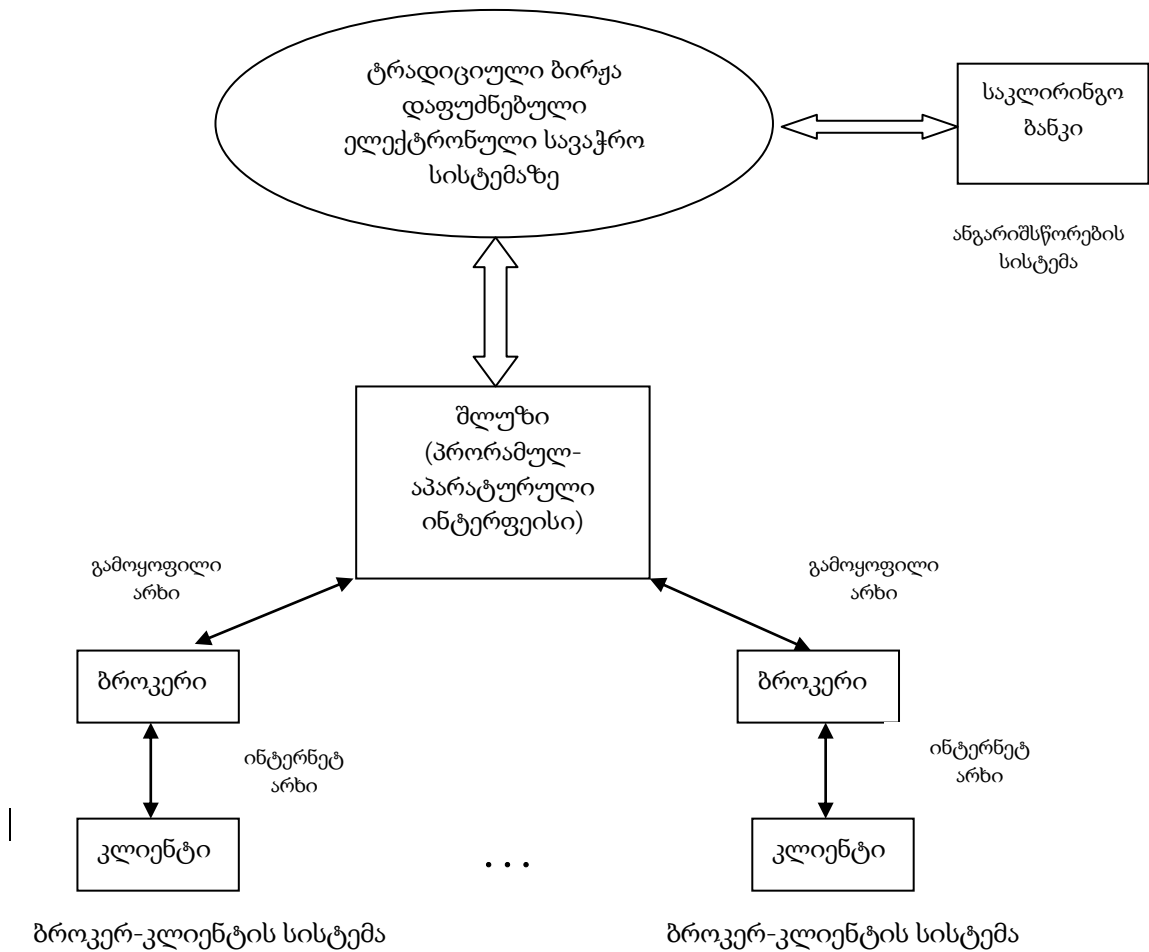 ტრადიციული ბირჟა
დაფუძნებული
ელექტრონული სავაჭრო
სისტემაზე
საკლირინგო
ბანკი
ანგარიშსწორების
სისტემა
შლუზი
(პრორამულ-
აპარატურული
ინტერფეისი)
გამოყოფილი
არხი
გამოყოფილი
არხი
ბროკერი
ბროკერი
ინტერნეტ
არხი
ინტერნეტ
არხი
კლიენტი
. . .
კლიენტი
ბროკერ-კლიენტის სისტემა
ბროკერ-კლიენტის სისტემა